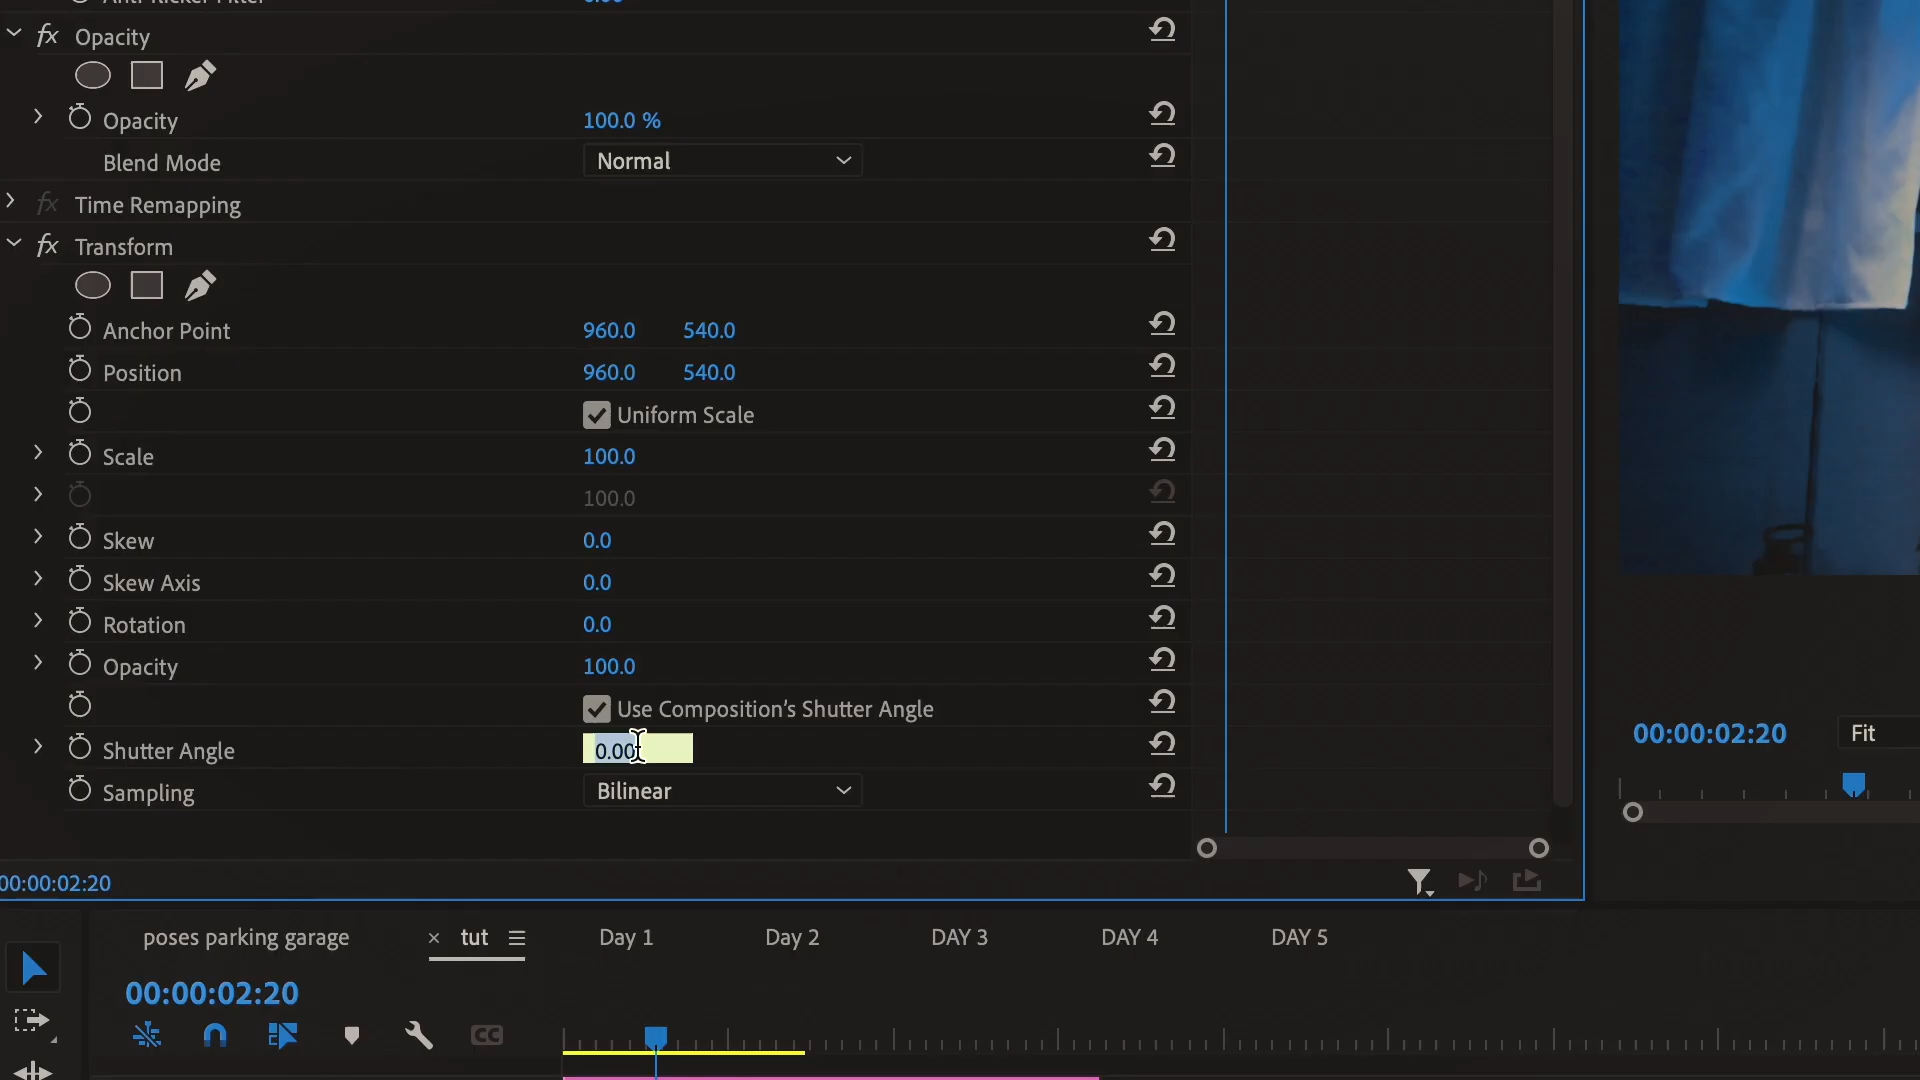 fx Opacity
Opacity 100.0 %
Blend Mode Normal
fx Time Remapping
fx Transform
Anchor Point 960.0 540.0
Position 960.0 540.0
Uniform Scale
Scale 100.0
100.0
Skew 0.0
Skew Axis 0.0
Rotation 0.0
Opacity 100.0
Use Composition's Shutter Angle
Shutter Angle 0.00
Sampling Bilinear
00:00:02:20 Fit
00:00:02:20
poses parking garage × tut Day 1 Day 2 DAY 3 DAY 4 DAY 5
00:00:02:20
CC